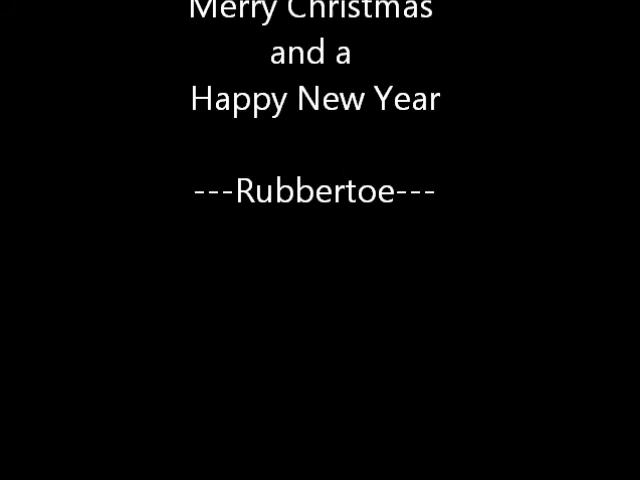 Merry Christmas
and a
Happy New Year
---Rubbertoe---